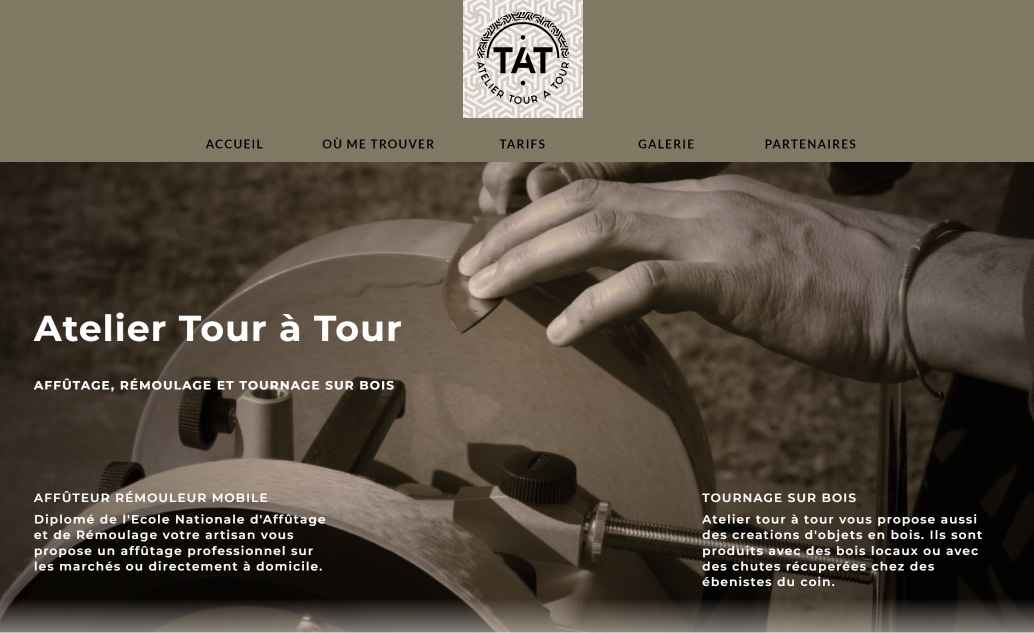 TAT
ATELIER TOUR A TOUR
ACCUEIL OÙ ME TROUVER TARIFS GALERIE PARTENAIRES
Atelier Tour à Tour
AFFÛTAGE, RÉMOULAGE ET TOURNAGE SUR BOIS
AFFÛTEUR RÉMOULEUR MOBILE
Diplomé de l'Ecole Nationale d'Affûtage
et de Rémoulage votre artisan vous
propose un affûtage professionnel sur
les marchés ou directement à domicile.
TOURNAGE SUR BOIS
Atelier tour à tour vous propose aussi
des creations d'objets en bois. Ils sont
produits avec des bois locaux ou avec
des chutes récuperées chez des
ébenistes du coin.